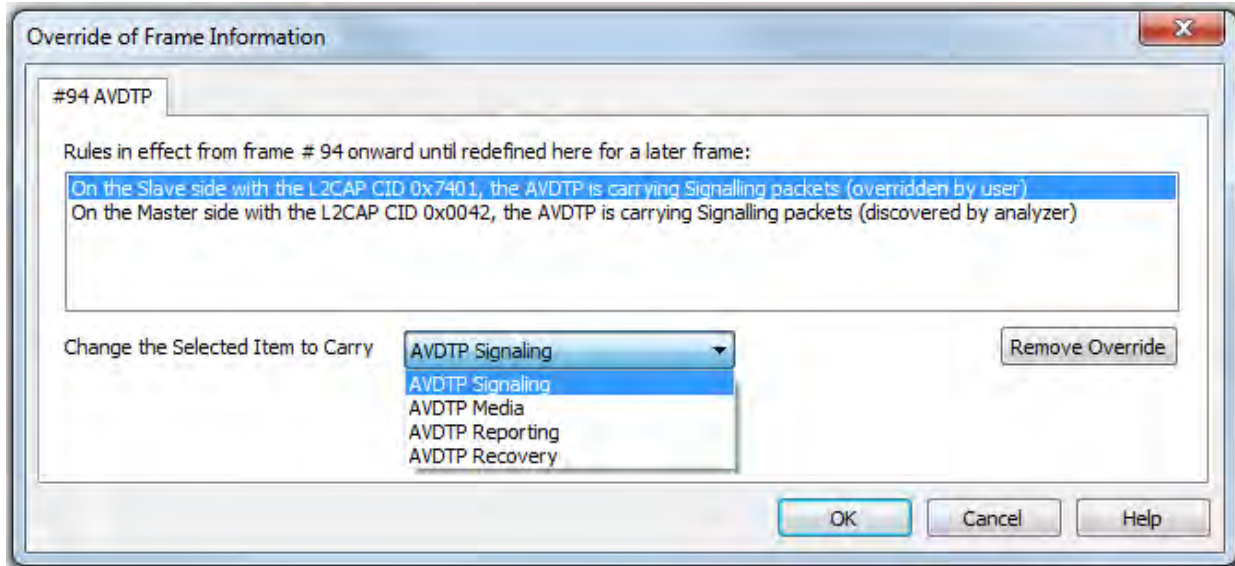 Override of Frame Information
#94 AVDTP
Rules in effect from frame # 94 onward until redefined here for a later frame:
On the Slave side with the L2CAP CID 0x7401, the AVDTP is carrying Signalling packets (overridden by user)
On the Master side with the L2CAP CID 0x0042, the AVDTP is carrying Signalling packets (discovered by analyzer)
Change the Selected Item to Carry AVDTP Signaling Remove Override
AVDTP Signaling
AVDTP Media
AVDTP Reporting
AVDTP Recovery
OK Cancel Help